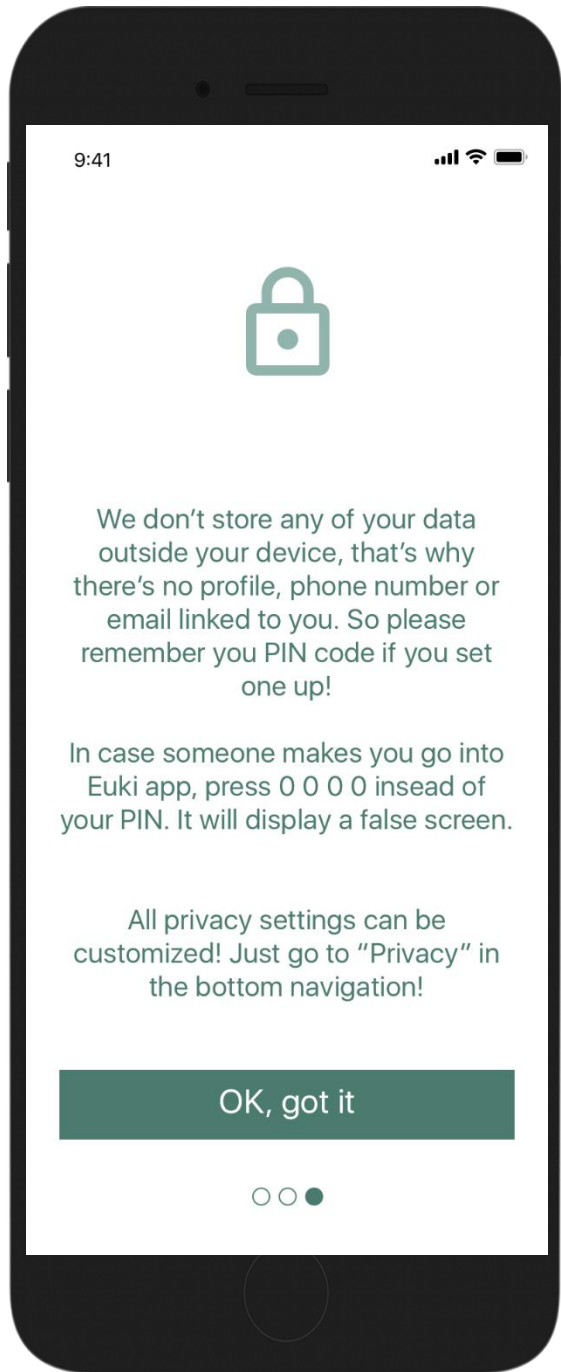 9:41
We don’t store any of your data
outside your device, that’s why
there’s no profile, phone number or
email linked to you. So please
remember you PIN code if you set
one up!
In case someone makes you go into
Euki app, press 0 0 0 0 insead of
your PIN. It will display a false screen.
All privacy settings can be
customized! Just go to “Privacy” in
the bottom navigation!
OK, got it